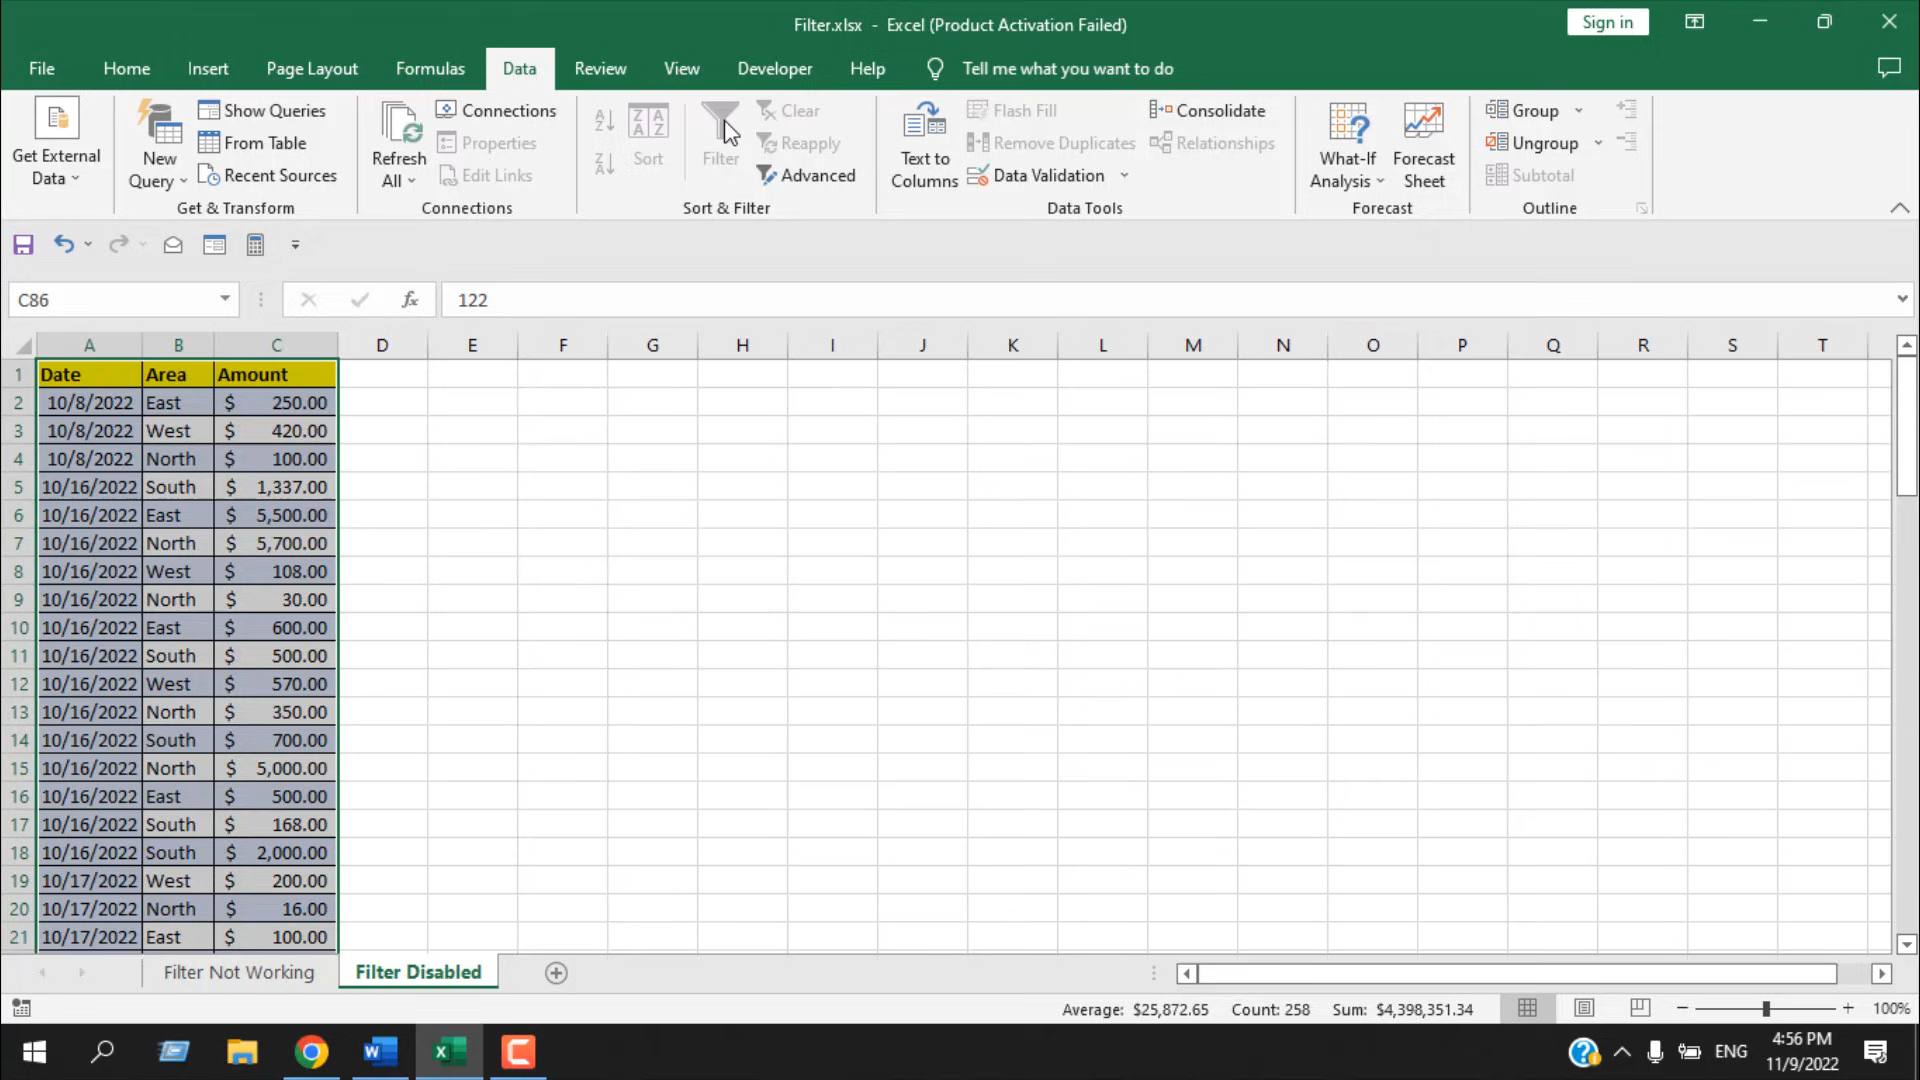 Filter.xlsx - Excel (Product Activation Failed)
Sign in
File Home Insert Page Layout Formulas Data Review View Developer Help Tell me what you want to do
Get External Data
New Query
Show Queries
From Table
Recent Sources
Get & Transform
Refresh All
Connections
Properties
Edit Links
Connections
Sort
Filter
Clear
Reapply
Advanced
Sort & Filter
Text to Columns
Flash Fill
Remove Duplicates
Data Validation
Consolidate
Relationships
Data Tools
What-If Analysis
Forecast Sheet
Forecast
Group
Ungroup
Subtotal
Outline
C86 fx 122
A B C D E F G H I J K L M N O P Q R S T
1 Date Area Amount
2 10/8/2022 East $ 250.00
3 10/8/2022 West $ 420.00
4 10/8/2022 North $ 100.00
5 10/16/2022 South $ 1,337.00
6 10/16/2022 East $ 5,500.00
7 10/16/2022 North $ 5,700.00
8 10/16/2022 West $ 108.00
9 10/16/2022 North $ 30.00
10 10/16/2022 East $ 600.00
11 10/16/2022 South $ 500.00
12 10/16/2022 West $ 570.00
13 10/16/2022 North $ 350.00
14 10/16/2022 South $ 700.00
15 10/16/2022 North $ 5,000.00
16 10/16/2022 East $ 500.00
17 10/16/2022 South $ 168.00
18 10/16/2022 South $ 2,000.00
19 10/17/2022 West $ 200.00
20 10/17/2022 North $ 16.00
21 10/17/2022 East $ 100.00
Filter Not Working Filter Disabled
Average: $25,872.65 Count: 258 Sum: $4,398,351.34 100%
ENG
4:56 PM
11/9/2022